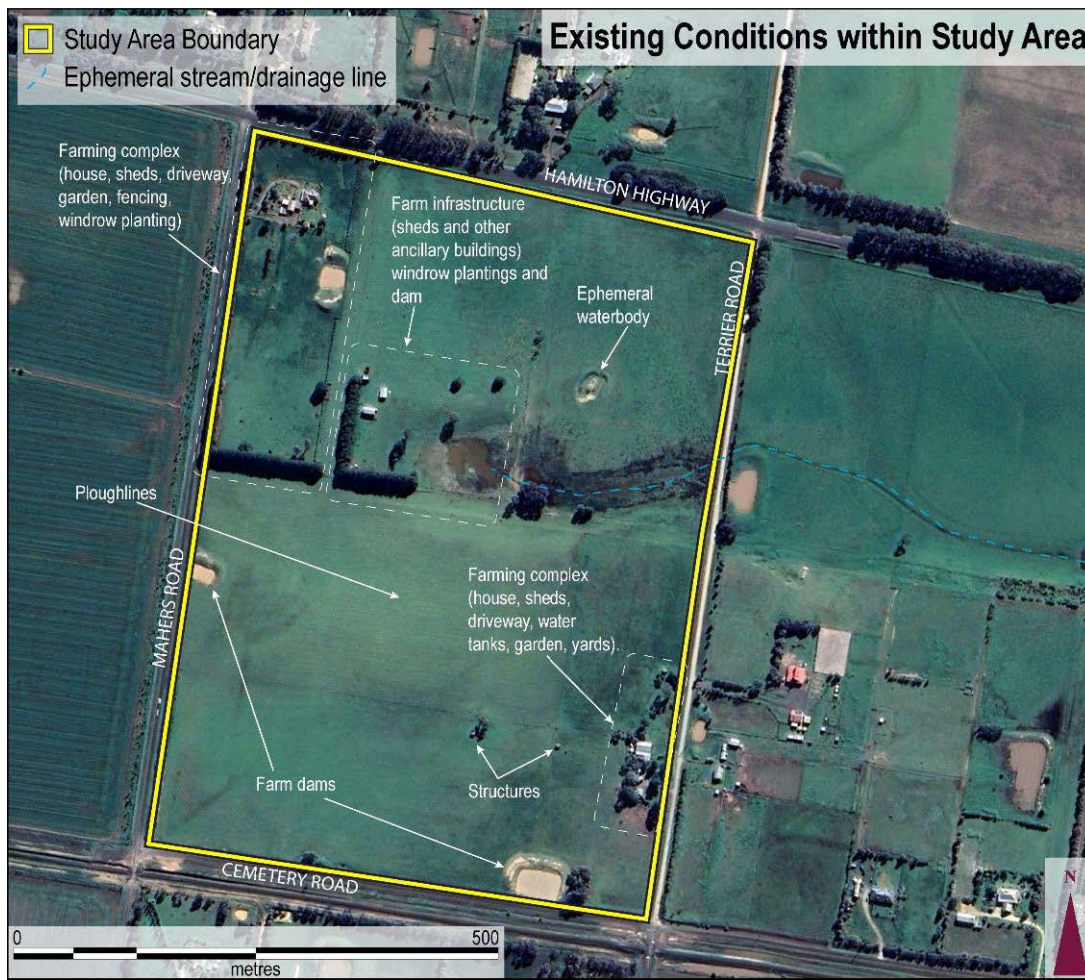 Study Area Boundary
Ephemeral stream/drainage line
Existing Conditions within Study Area
Farming complex
(house, sheds, driveway,
garden, fencing,
windrow planting)
Farm infrastructure
(sheds and other
ancillary buildings)
windrow plantings and
dam
HAMILTON HIGHWAY
Ephemeral
waterbody
TERRIER ROAD
Ploughlines
MAHERS ROAD
Farming complex
(house, sheds,
driveway, water
tanks, garden, yards).
Farm dams
Structures
CEMETERY ROAD
N
0 500
metres